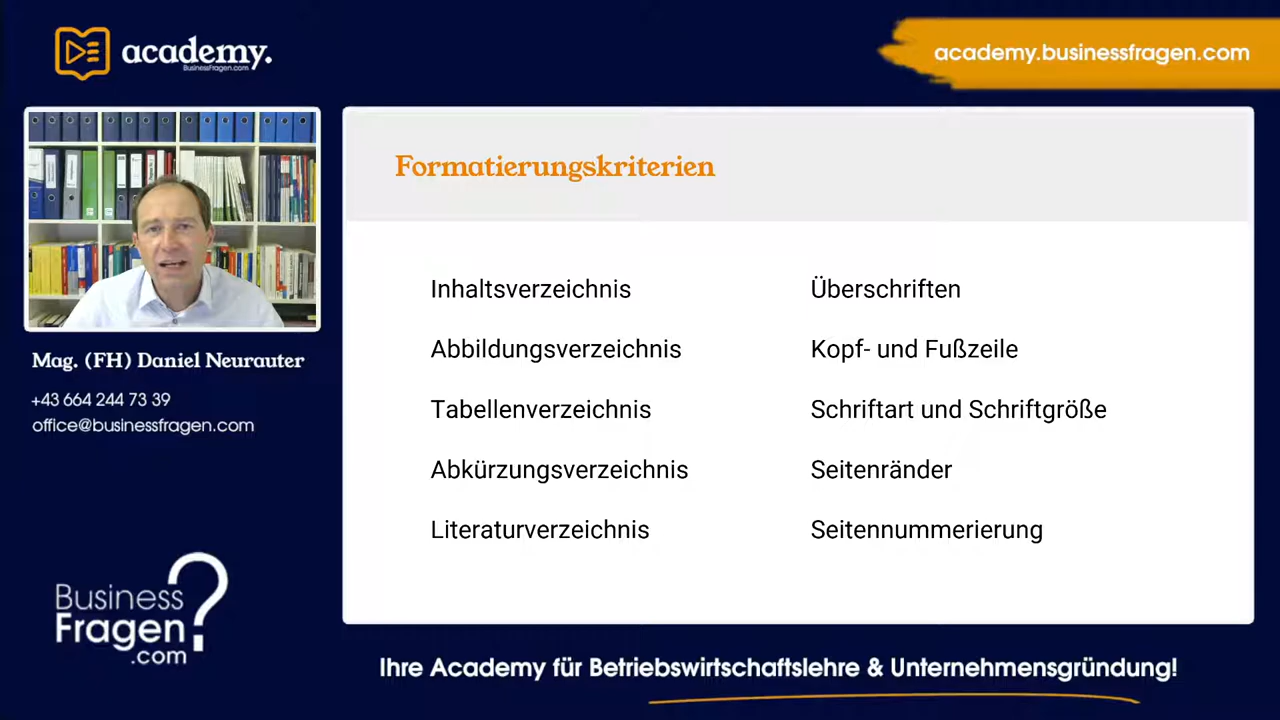 academy.
BusinessFragen.com
academy.businessfragen.com
Mag. (FH) Daniel Neurauter
+43 664 244 73 39
office@businessfragen.com
Formatierungskriterien
Inhaltsverzeichnis
Abbildungsverzeichnis
Tabellenverzeichnis
Abkürzungsverzeichnis
Literaturverzeichnis
Überschriften
Kopf- und Fußzeile
Schriftart und Schriftgröße
Seitenränder
Seitennummerierung
Business
Fragen
.com
?
Ihre Academy für Betriebswirtschaftslehre & Unternehmensgründung!